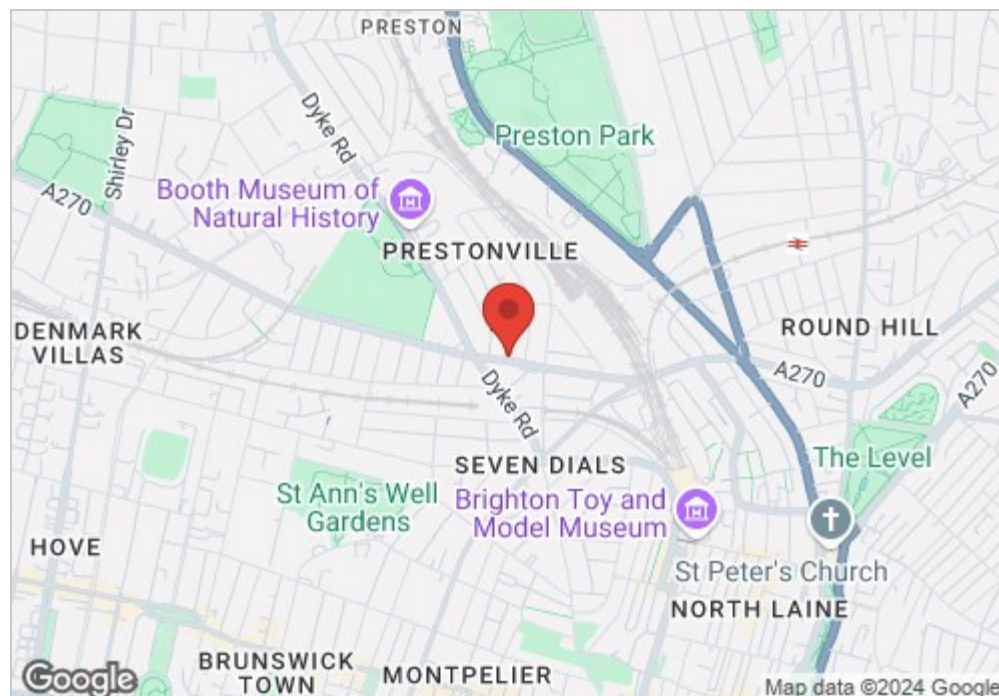 PRESTON
Dyke Rd
Shirley Dr
Preston Park
A270
Booth Museum of
Natural History
PRESTONVILLE
DENMARK
VILLAS
ROUND HILL
A270
A270
Dyke Rd
SEVEN DIALS
The Level
St Ann's Well
Gardens
Brighton Toy and
Model Museum
HOVE
St Peter's Church
NORTH LAINE
BRUNSWICK
TOWN
MONTPELIER
Google
Map data ©2024 Google